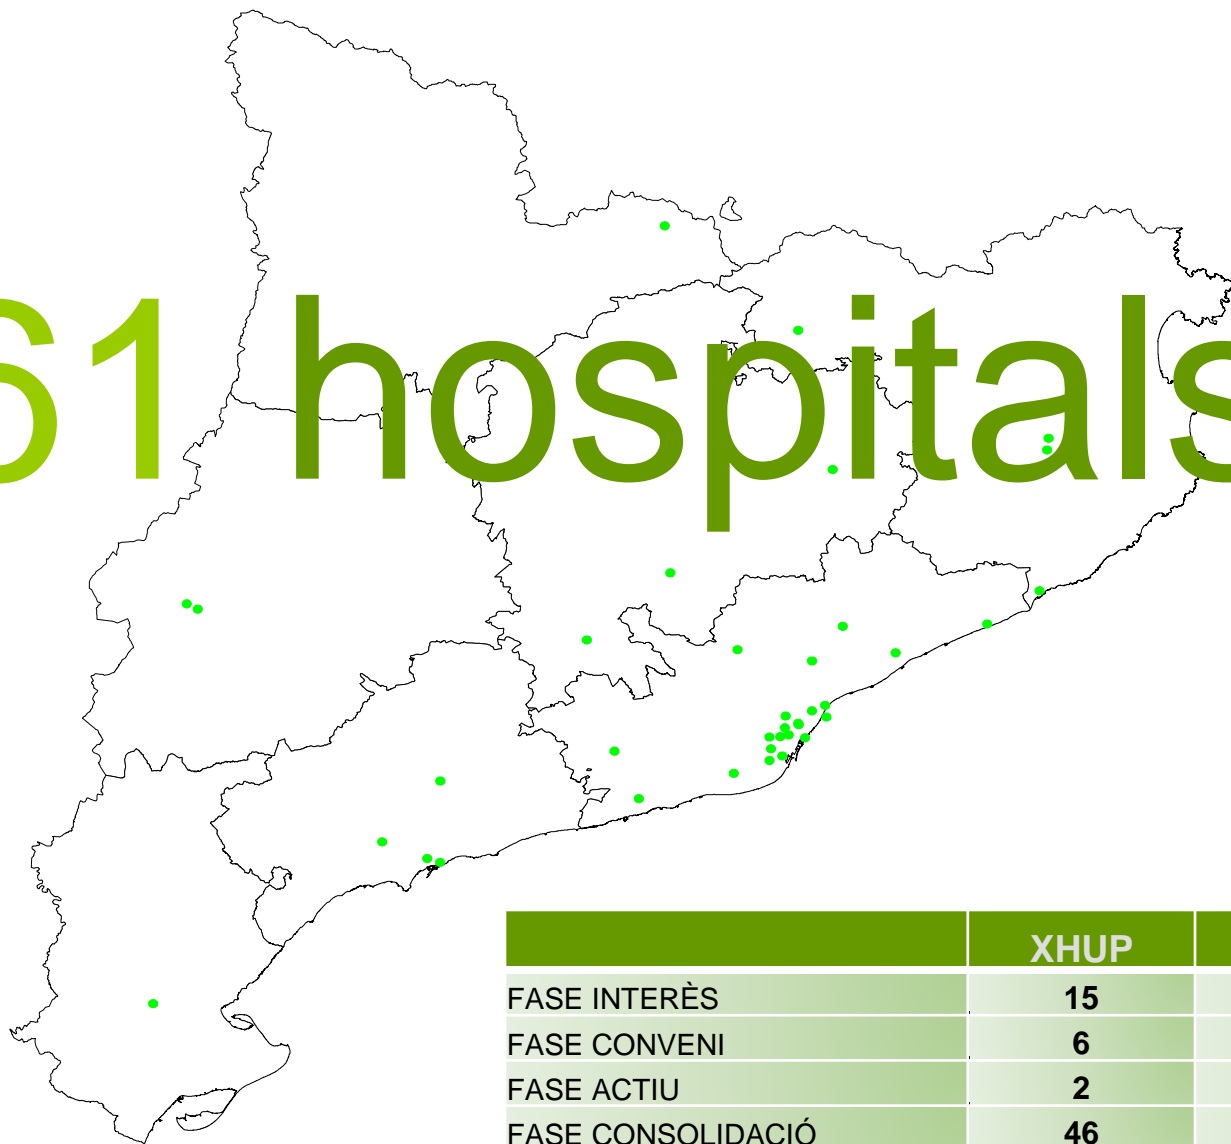 61 hospitals
XHUP
FASE INTERÈS 15
FASE CONVENI 6
FASE ACTIU 2
FASE CONSOLIDACIÓ 46